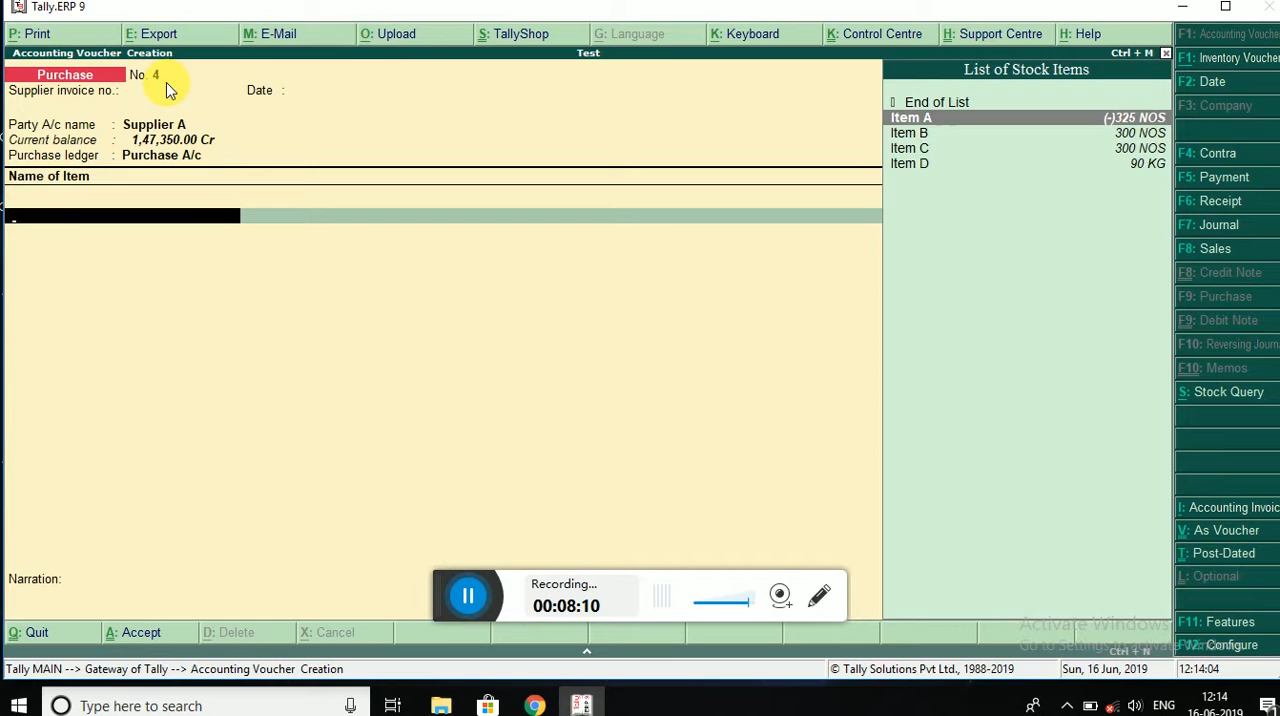 Tally.ERP 9
P: Print E: Export M: E-Mail O: Upload S: TallyShop G: Language K: Keyboard K: Control Centre H: Support Centre H: Help
Accounting Voucher Creation Test Ctrl + M
Purchase No. 4
Supplier invoice no.: Date :
Party A/c name : Supplier A
Current balance : 1,47,350.00 Cr
Purchase ledger : Purchase A/c
Name of Item
Narration:
List of Stock Items
End of List
Item A (-)325 NOS
Item B 300 NOS
Item C 300 NOS
Item D 90 KG
F1: Accounting Vouche
F1: Inventory Voucher
F2: Date
F3: Company
F4: Contra
F5: Payment
F6: Receipt
F7: Journal
F8: Sales
F8: Credit Note
F9: Purchase
F9: Debit Note
F10: Reversing Journa
F10: Memos
S: Stock Query
I: Accounting Invoic
V: As Voucher
T: Post-Dated
L: Optional
F11: Features
F12: Configure
Recording...
00:08:10
Activate Windows
Go to Settings to activate
Q: Quit A: Accept D: Delete X: Cancel
Ctrl + N
Tally MAIN --> Gateway of Tally --> Accounting Voucher Creation © Tally Solutions Pvt Ltd., 1988-2019 Sun, 16 Jun, 2019 12:14:04
Type here to search ENG 12:14
16-06-2019